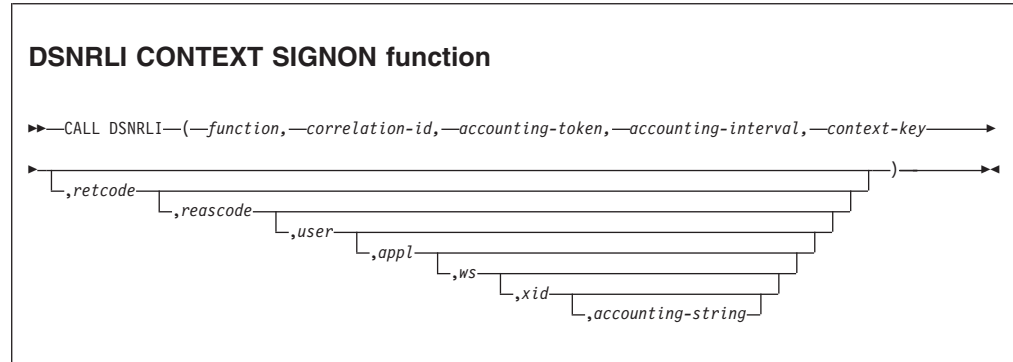 DSNRLI CONTEXT SIGNON function
CALL DSNRLI ( function, correlation-id, accounting-token, accounting-interval, context-key
)
,retcode
,reascode
,user
,appl
,ws
,xid
,accounting-string